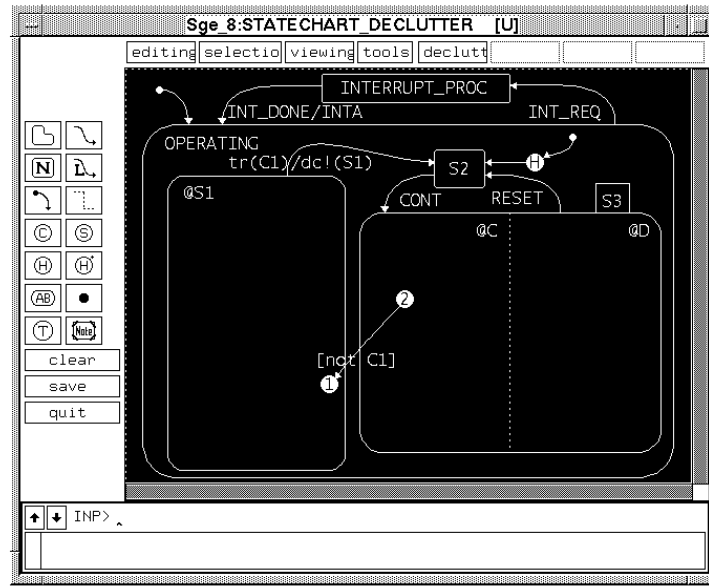 Sge_8:STATECHART_DECLUTTER [U]
editing selectio viewing tools declutt
INTERRUPT_PROC
INT_DONE/INTA INT_REQ
OPERATING
tr(C1)/dc!(S1)
S2 H
@S1 CONT RESET S3
@C @D
2
[not C1]
1
N
C S
H H*
AB
T Note
clear
save
quit
INP>